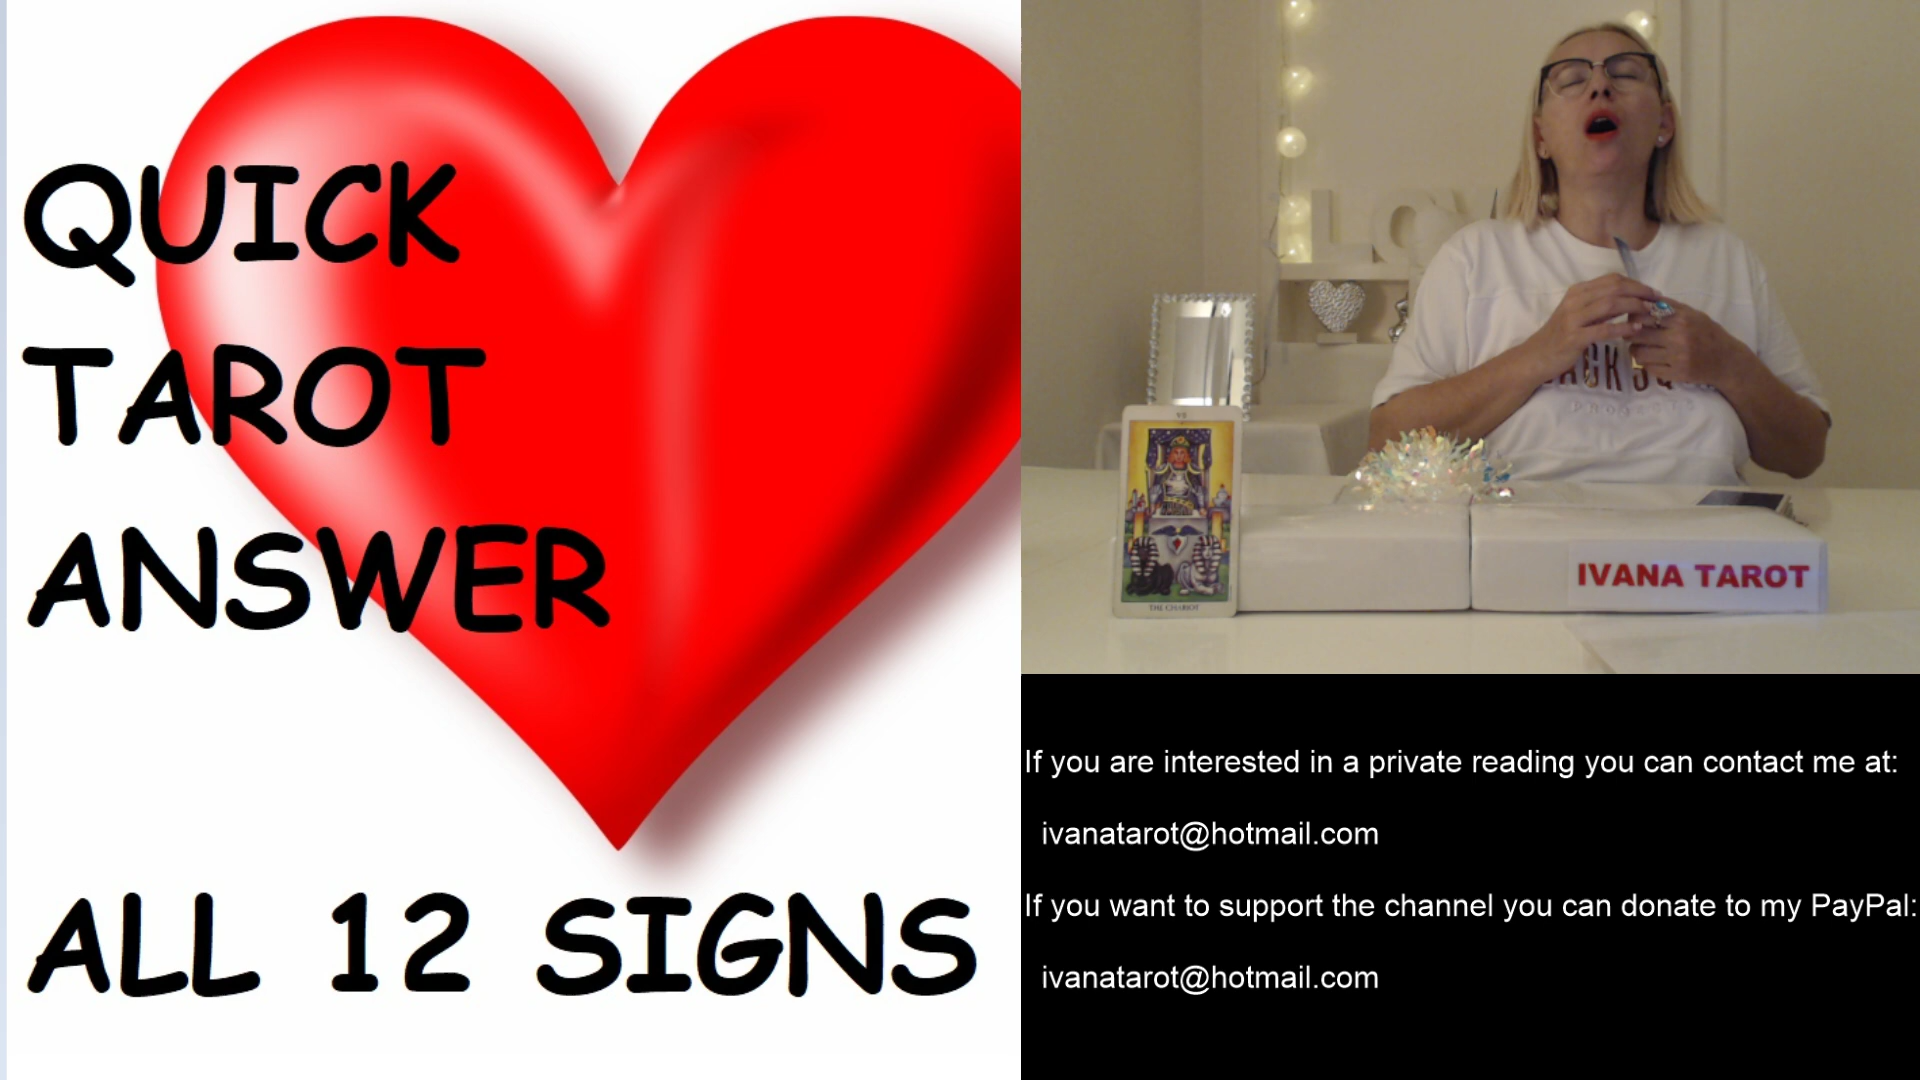 QUICK
TAROT
ANSWER
ALL 12 SIGNS
LO
ACK
THE CHARIOT
IVANA TAROT
If you are interested in a private reading you can contact me at:
ivanatarot@hotmail.com
If you want to support the channel you can donate to my PayPal:
ivanatarot@hotmail.com